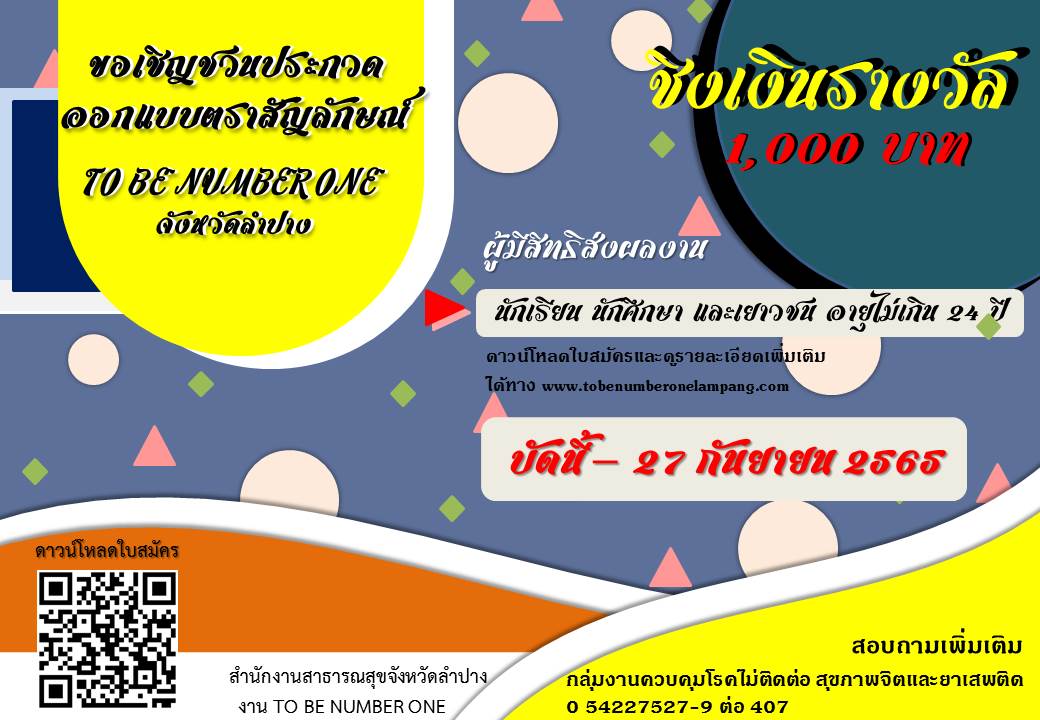 ขอเชิญชวนประกวด
ออกแบบตราสัญลักษณ์
TO BE NUMBER ONE
จังหวัดลำปาง
ชิงเงินรางวัล
1,000 บาท
ผู้มีสิทธิส่งผลงาน
นักเรียน นักศึกษา และเยาวชน อายุไม่เกิน 24 ปี
ดาวน์โหลดใบสมัครและดูรายละเอียดเพิ่มเติม
ได้ทาง www.tobenumberonelampang.com
บัดนี้ – 27 กันยายน 2565
ดาวน์โหลดใบสมัคร
สำนักงานสาธารณสุขจังหวัดลำปาง
งาน TO BE NUMBER ONE
สอบถามเพิ่มเติม
กลุ่มงานควบคุมโรคไม่ติดต่อ สุขภาพจิตและยาเสพติด
0 54227527-9 ต่อ 407